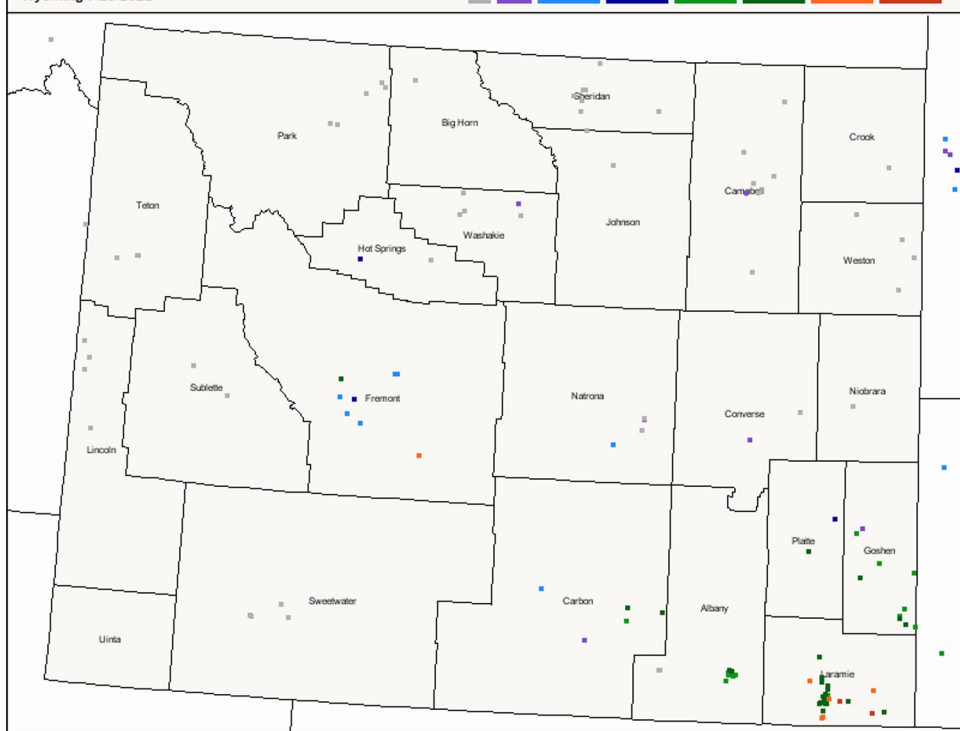 Sheridan
Big Horn
Park
Crook
Campbell
Teton
Johnson
Washakie
Hot Springs
Weston
Sublette
Fremont
Natrona
Niobrara
Converse
Lincoln
Platte
Goshen
Sweetwater
Carbon
Albany
Uinta
Laramie